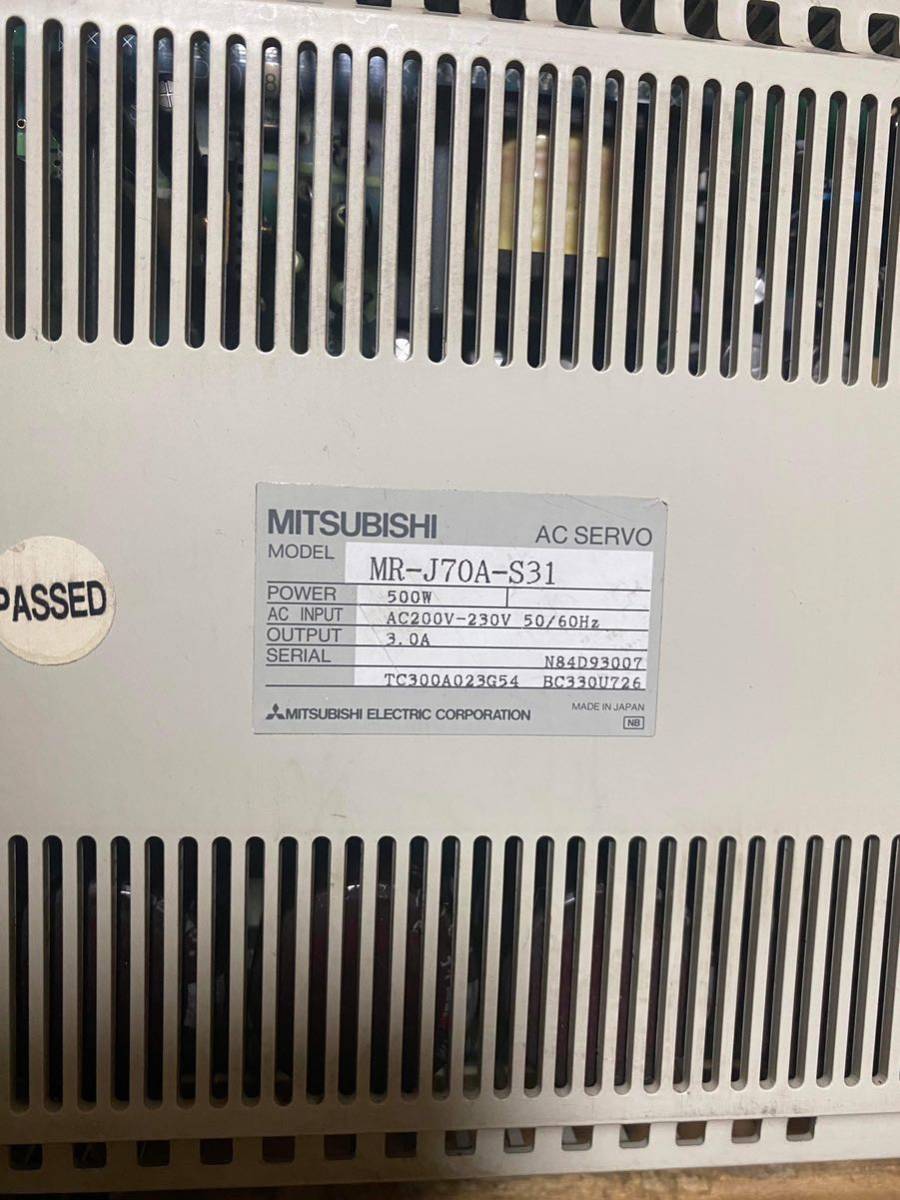 MITSUBISHI AC SERVO
MODEL MR-J70A-S31
POWER 500W
AC INPUT AC200V-230V 50/60Hz
OUTPUT 3.0A
SERIAL N84D93007
TC300A023G54 BC330U726
MITSUBISHI ELECTRIC CORPORATION MADE IN JAPAN
NB
PASSED